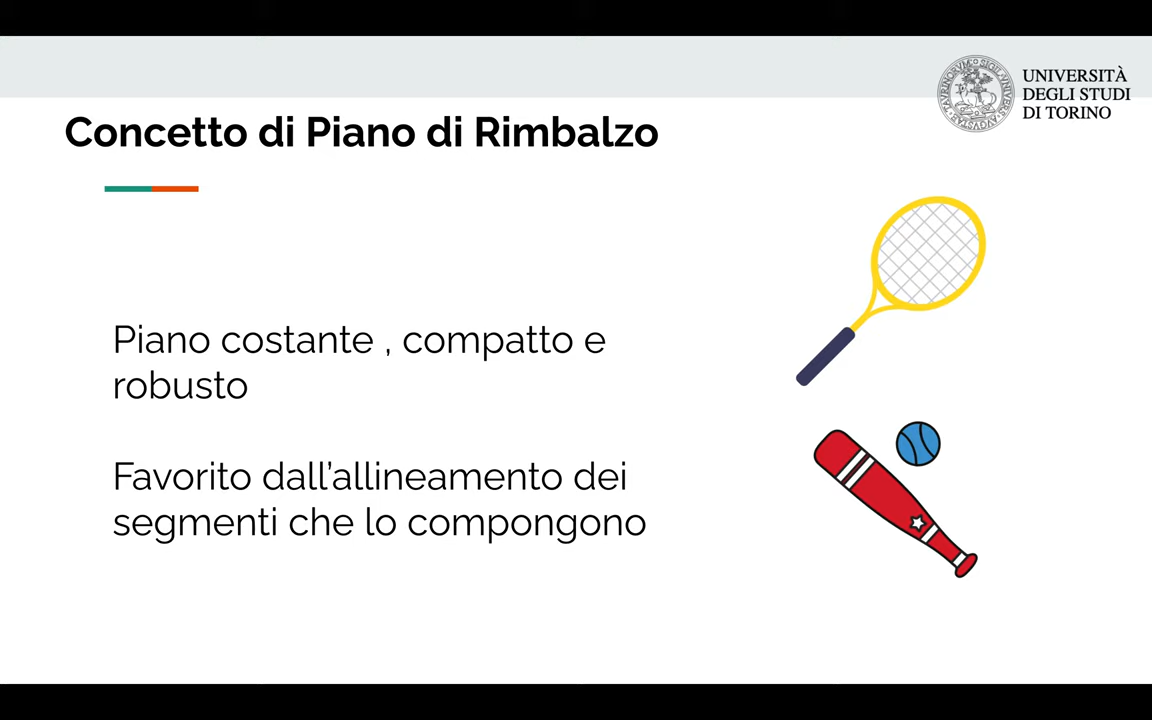 UNIVERSITÀ
DEGLI STUDI
DI TORINO
Concetto di Piano di Rimbalzo
Piano costante , compatto e
robusto
Favorito dall’allineamento dei
segmenti che lo compongono